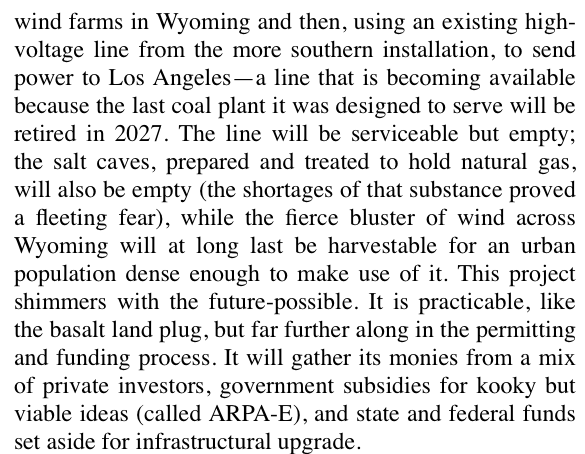 wind farms in Wyoming and then, using an existing high-
voltage line from the more southern installation, to send
power to Los Angeles—a line that is becoming available
because the last coal plant it was designed to serve will be
retired in 2027. The line will be serviceable but empty;
the salt caves, prepared and treated to hold natural gas,
will also be empty (the shortages of that substance proved
a fleeting fear), while the fierce bluster of wind across
Wyoming will at long last be harvestable for an urban
population dense enough to make use of it. This project
shimmers with the future-possible. It is practicable, like
the basalt land plug, but far further along in the permitting
and funding process. It will gather its monies from a mix
of private investors, government subsidies for kooky but
viable ideas (called ARPA-E), and state and federal funds
set aside for infrastructural upgrade.